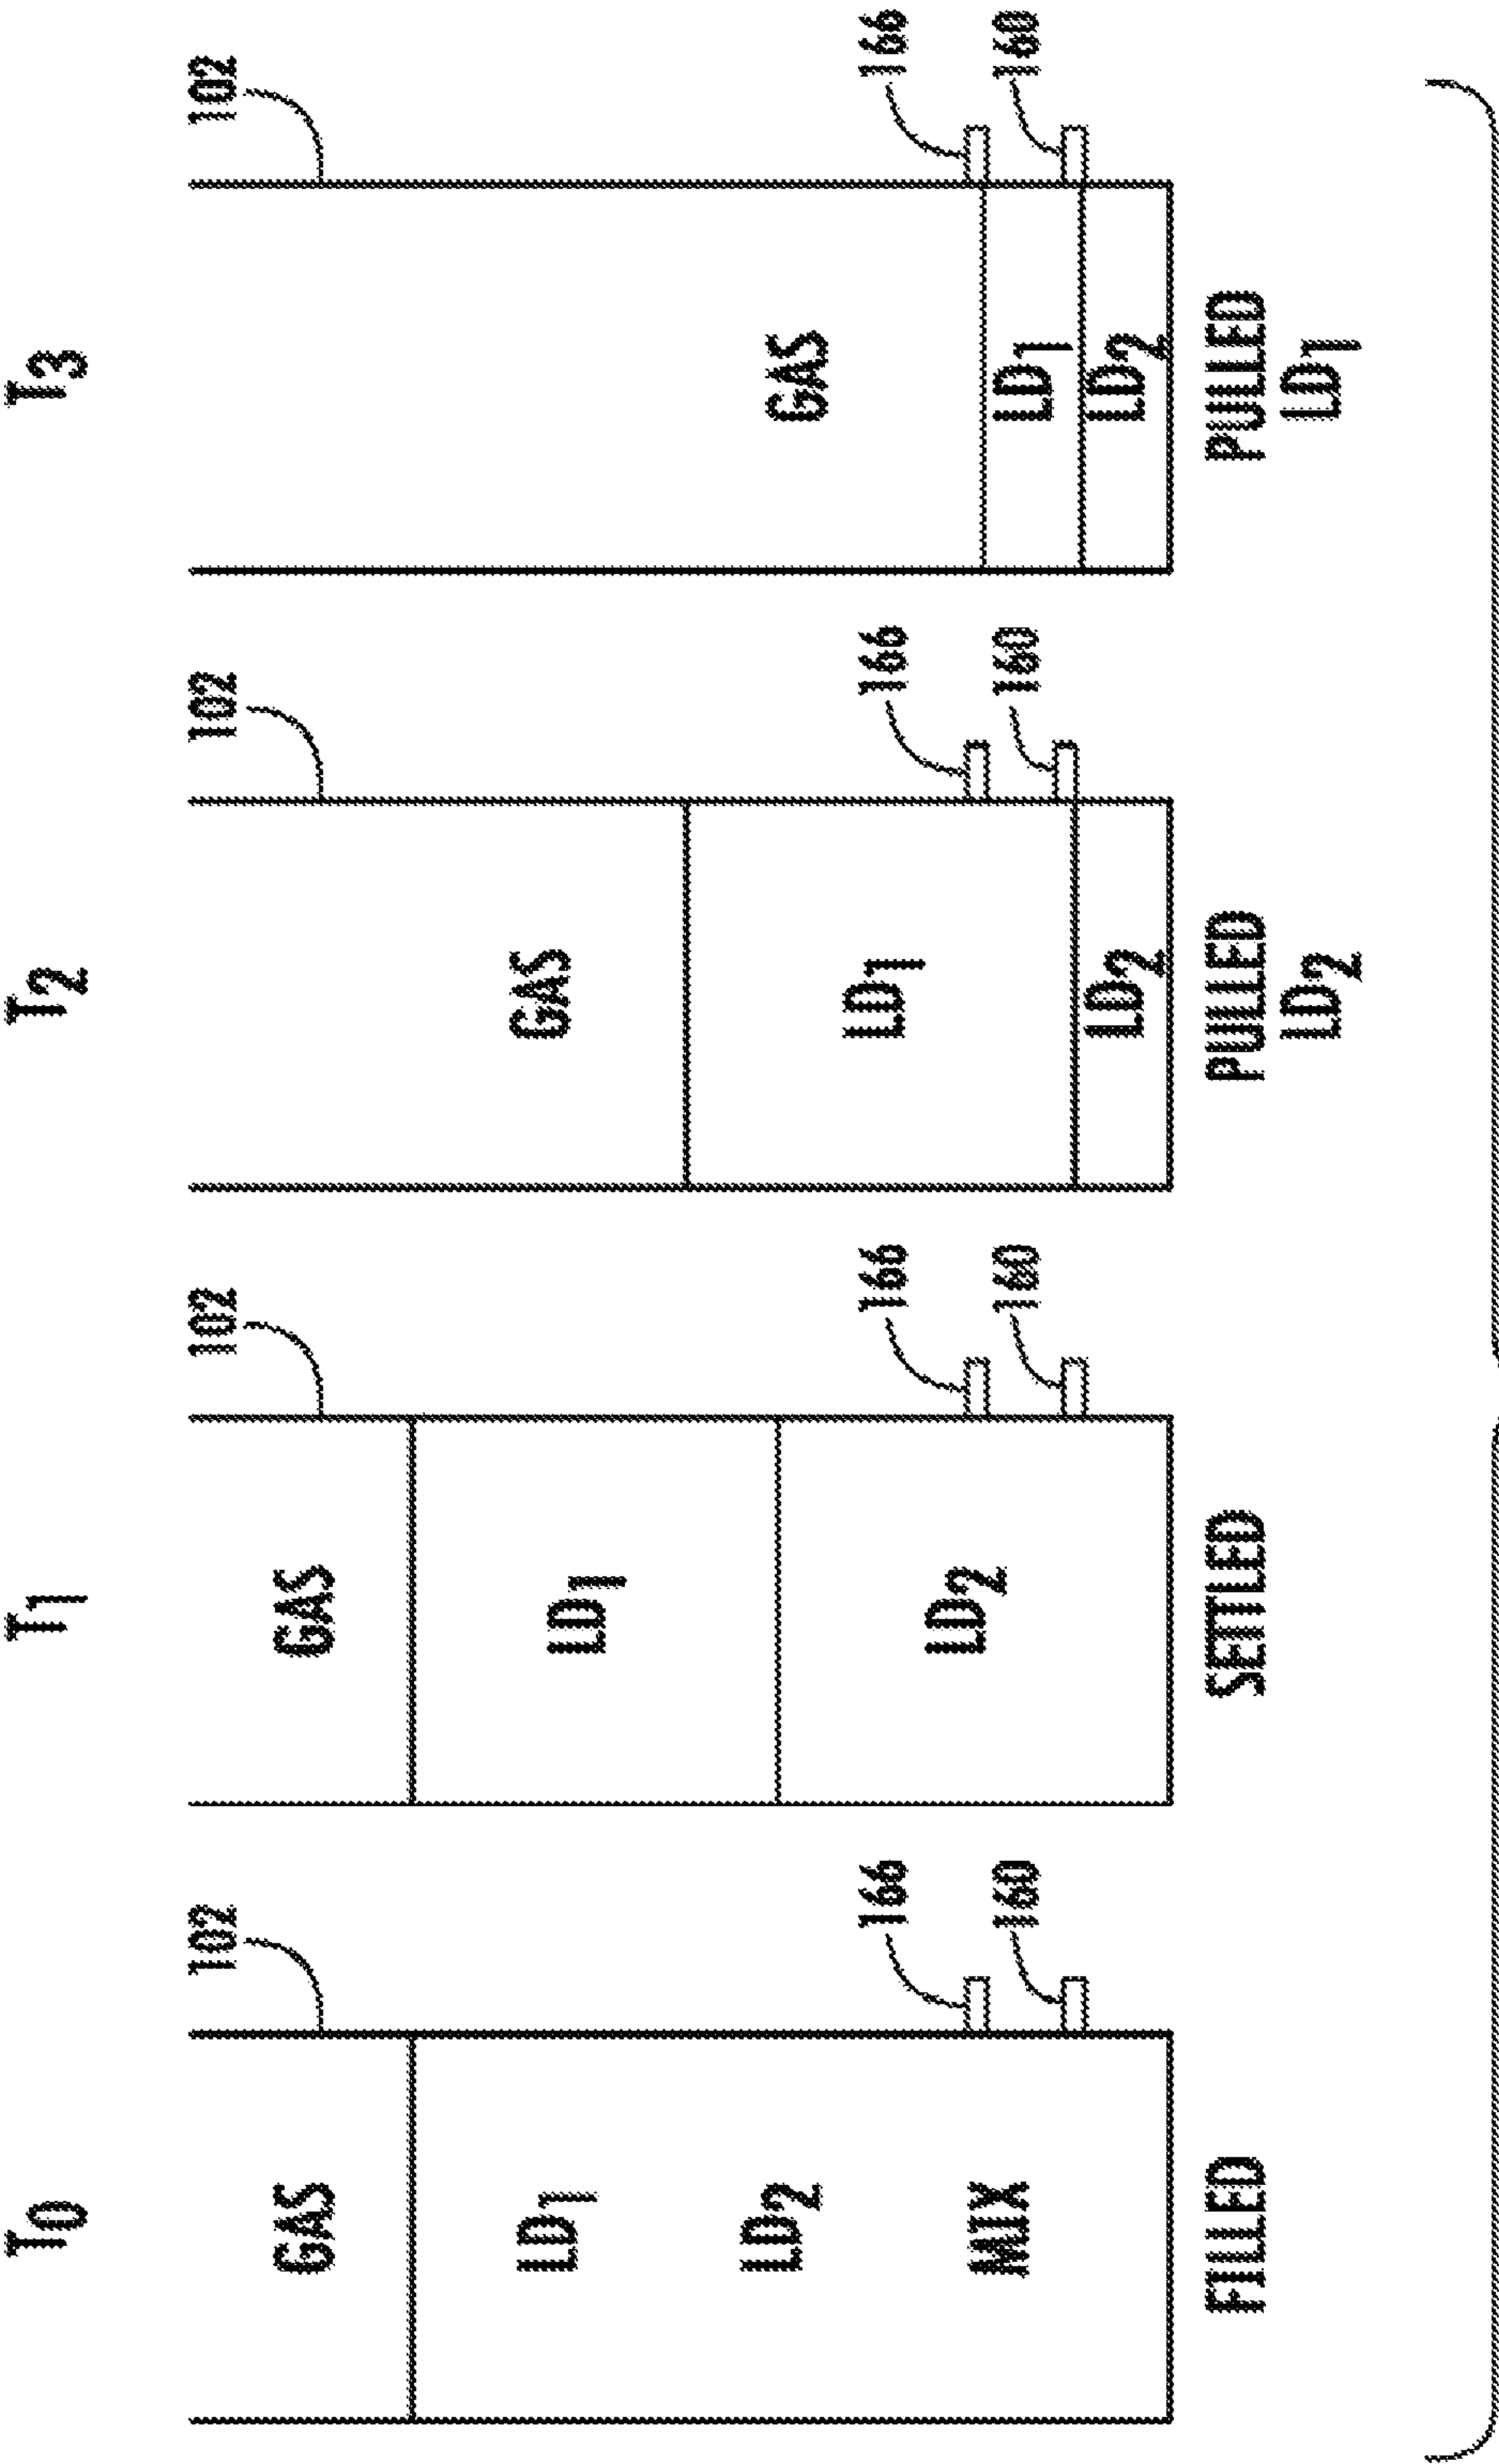 T0 T1 T2 T3
102 102 102 102
GAS GAS GAS GAS
LD1 LD1 LD1 LD1
LD2 LD2 LD2 LD2
MIX
166 166 166 166
160 160 160 160
FILLED SETTLED PULLED PULLED
LD2 LD1